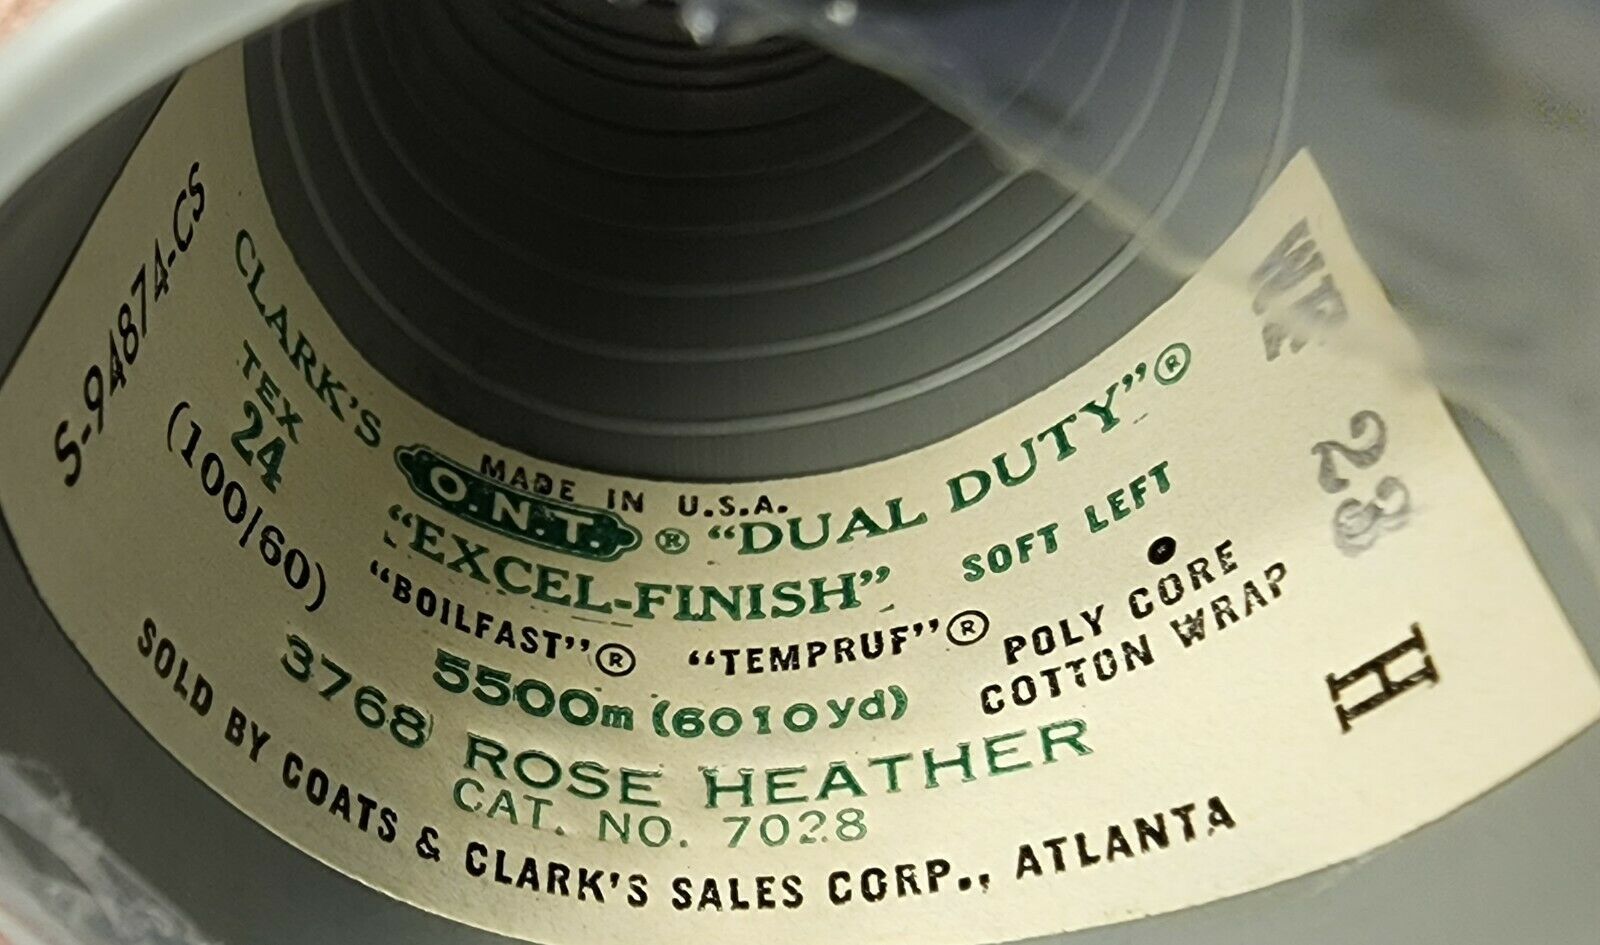 S-94874-CS
MADE IN U.S.A.
CLARK'S O.N.T.® "DUAL DUTY"®
TEX
24
(100/60)
"EXCEL-FINISH"
SOFT LEFT
"BOILFAST"® "TEMPRUF"®
POLY CORE
COTTON WRAP
5500m (6010yd)
3768 ROSE HEATHER
CAT. NO. 7028
SOLD BY COATS & CLARK'S SALES CORP., ATLANTA
H